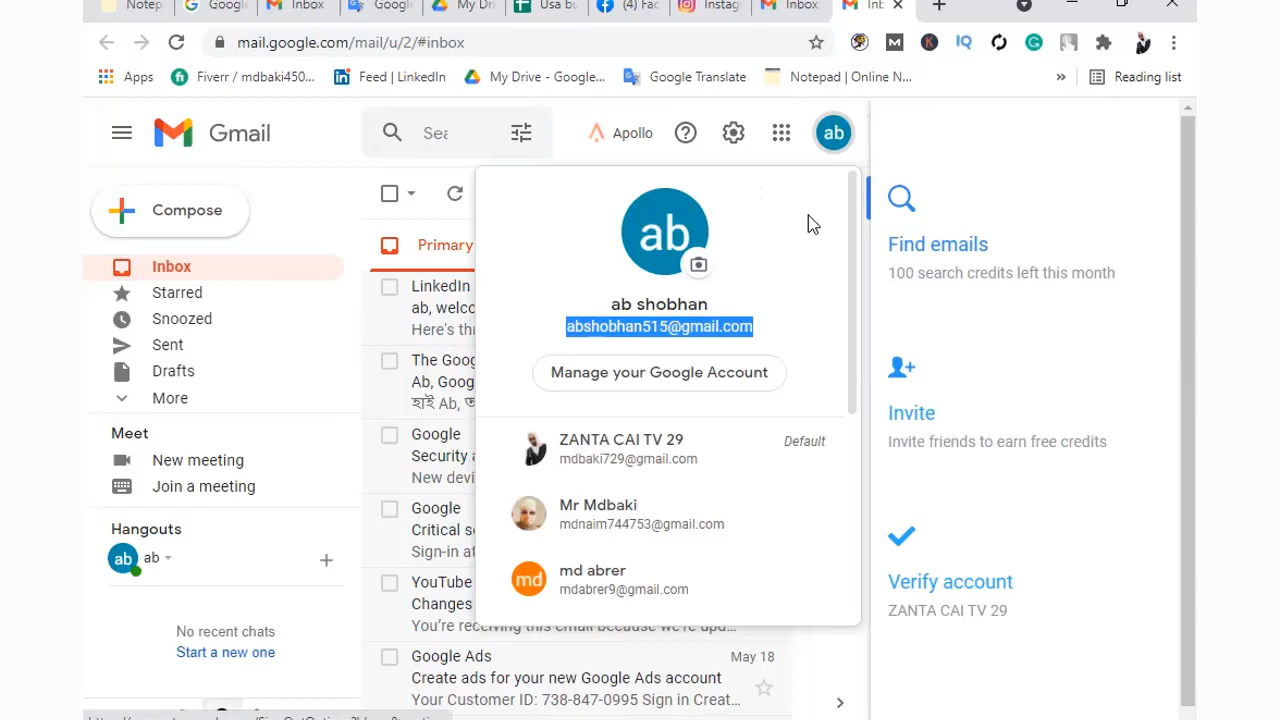 Notep
Google
Inbox
Google
My Dri
Usa bu
(4) Fac
Instag
Inbox
Inb
mail.google.com/mail/u/2/#inbox
Apps
Fiverr / mdbaki450...
Feed | LinkedIn
My Drive - Google...
Google Translate
Notepad | Online N...
»
Reading list
Gmail
Sea
Apollo
ab
Compose
Inbox
Starred
Snoozed
Sent
Drafts
More
Meet
New meeting
Join a meeting
Hangouts
ab
ab
No recent chats
Start a new one
Primary
LinkedIn
ab, welco
Here's thr
The Goog
Ab, Goog
হাই Ab,
Google
Security a
New devi
Google
Critical se
Sign-in at
YouTube
Changes
You're receiving this email because we're upd...
Google Ads
May 18
Create ads for your new Google Ads account
Your Customer ID: 738-847-0995 Sign in Creat...
ab
ab shobhan
abshobhan515@gmail.com
Manage your Google Account
ZANTA CAI TV 29
Default
mdbaki729@gmail.com
Mr Mdbaki
mdnaim744753@gmail.com
md
md abrer
mdabrer9@gmail.com
Find emails
100 search credits left this month
Invite
Invite friends to earn free credits
Verify account
ZANTA CAI TV 29